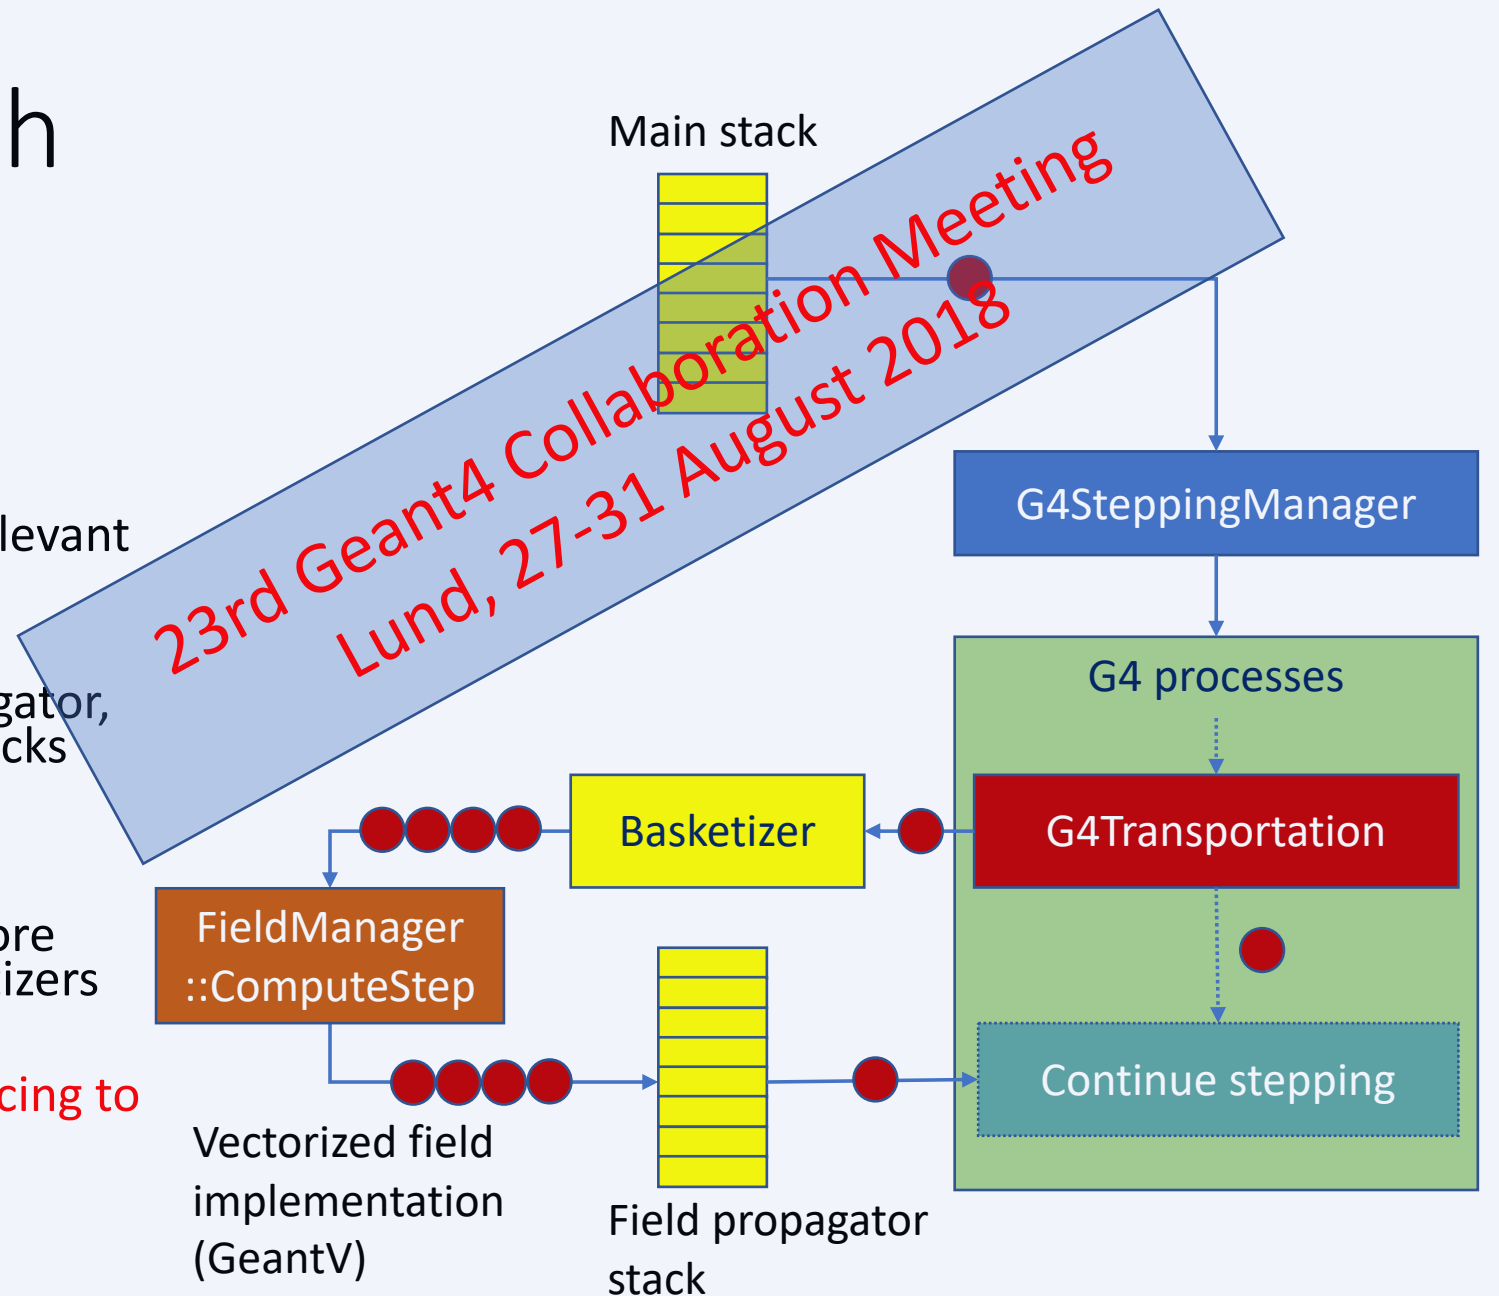 h
Main stack
23rd Geant4 Collaboration Meeting
Lund, 27-31 August 2018
G4SteppingManager
levant
G4 processes
gator,
cks
Basketizer
G4Transportation
FieldManager
::ComputeStep
ore
izers
Continue stepping
cing to
Vectorized field
implementation
(GeantV)
Field propagator
stack